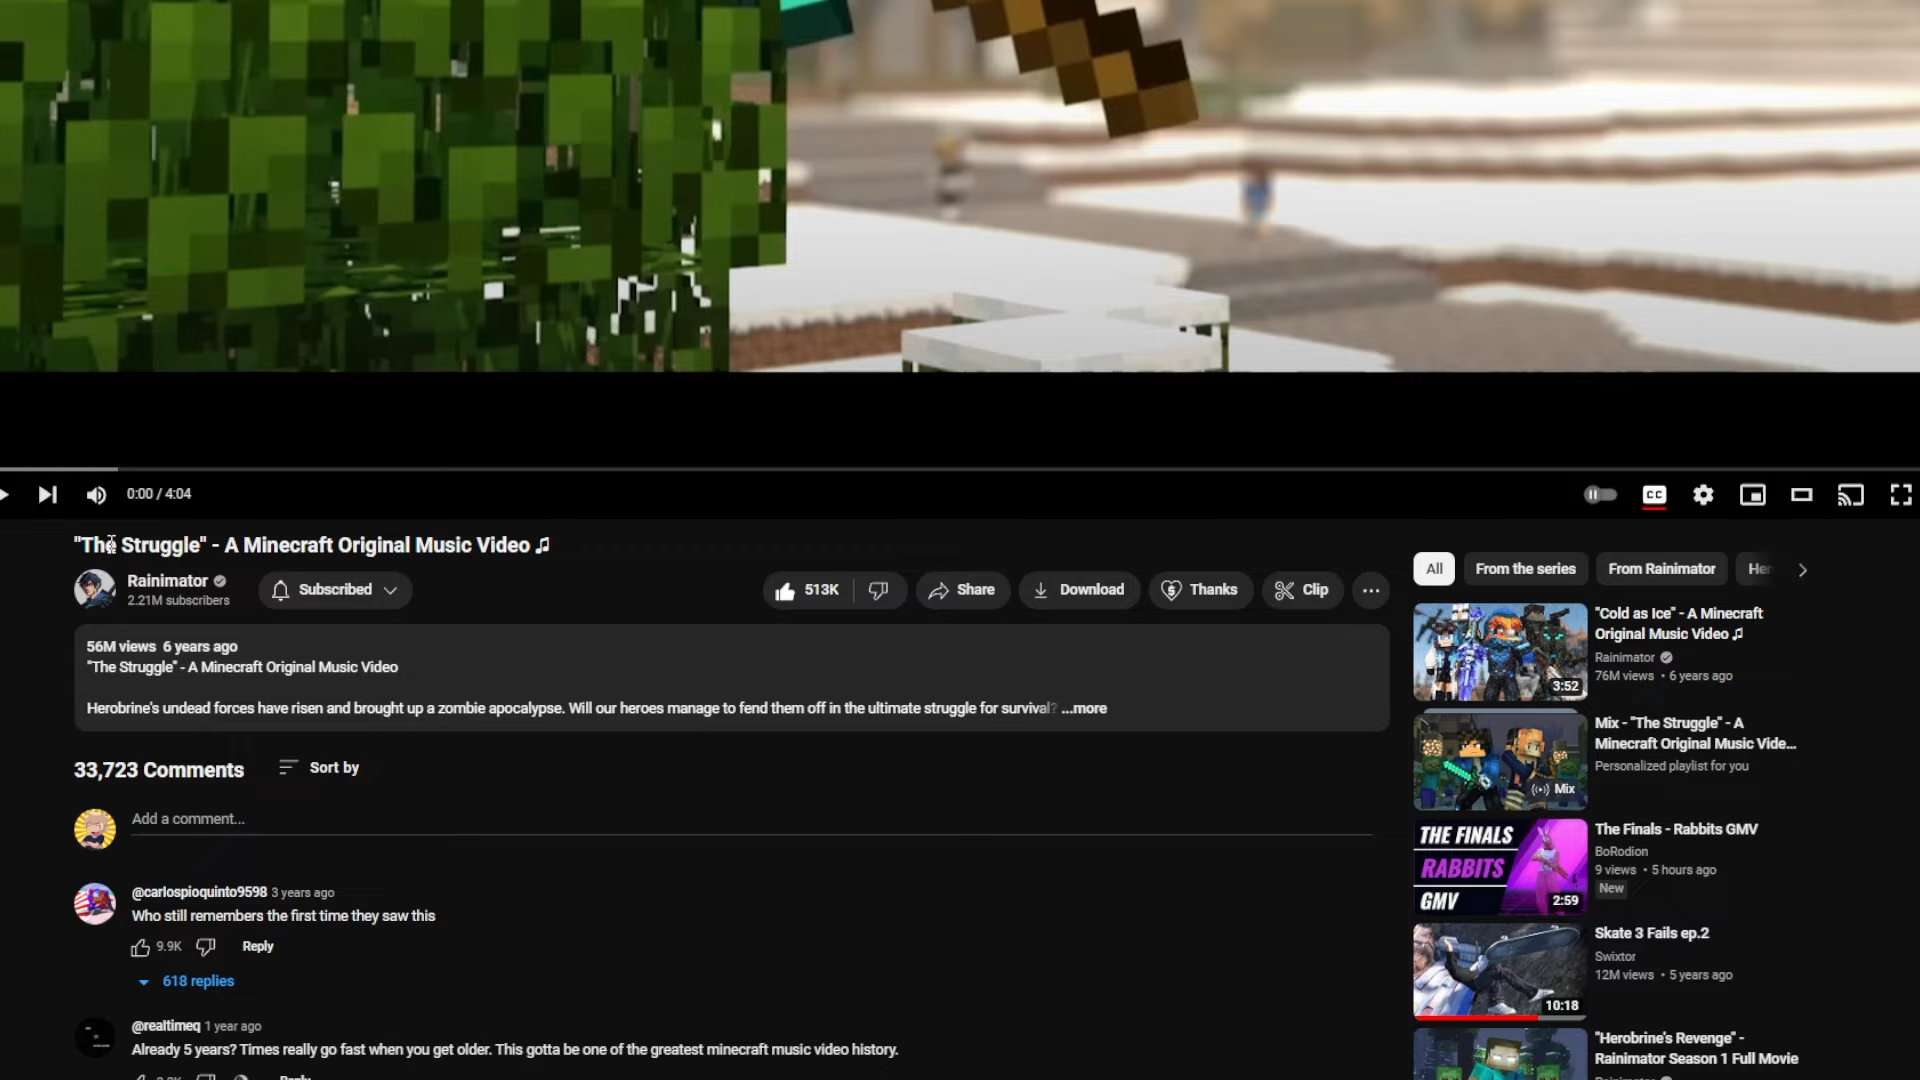 0:00 / 4:04
CC
"The Struggle" - A Minecraft Original Music Video ♫
Rainimator
2.21M subscribers
Subscribed
513K
Share
Download
Thanks
Clip
56M views 6 years ago
"The Struggle" - A Minecraft Original Music Video
Herobrine's undead forces have risen and brought up a zombie apocalypse. Will our heroes manage to fend them off in the ultimate struggle for survival? ...more
33,723 Comments
Sort by
Add a comment...
@carlospioquinto9598 3 years ago
Who still remembers the first time they saw this
9.9K
Reply
618 replies
@realtimeq 1 year ago
Already 5 years? Times really go fast when you get older. This gotta be one of the greatest minecraft music video history.
Reply
All
From the series
From Rainimator
"Cold as Ice" - A Minecraft
Original Music Video ♫
Rainimator
76M views • 6 years ago
3:52
Mix - "The Struggle" - A
Minecraft Original Music Vide...
Personalized playlist for you
Mix
The Finals - Rabbits GMV
BoRodion
9 views • 5 hours ago
New
THE FINALS
RABBITS
GMV
2:59
Skate 3 Fails ep.2
Swixtor
12M views • 5 years ago
10:18
"Herobrine's Revenge" -
Rainimator Season 1 Full Movie